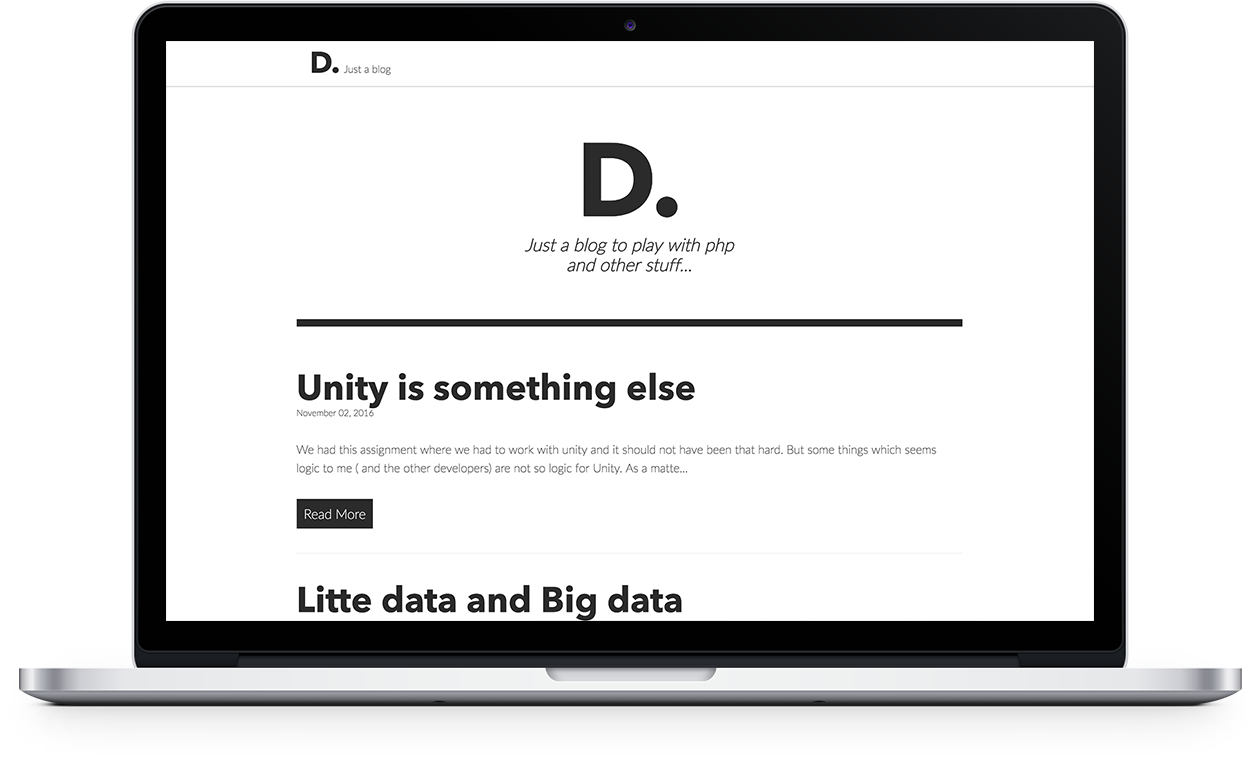 D. Just a blog
D.
Just a blog to play with php
and other stuff...
Unity is something else
November 02, 2016
We had this assignment where we had to work with unity and it should not have been that hard. But some things which seems
logic to me ( and the other developers) are not so logic for Unity. As a matte...
Read More
Litte data and Big data